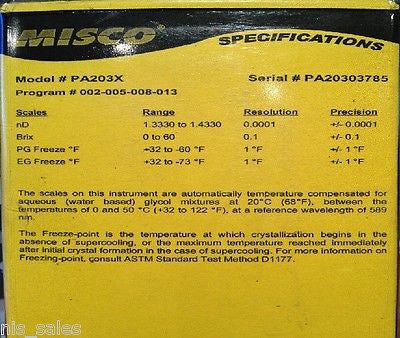 MISCO SPECIFICATIONS
Model # PA203X Serial # PA20303785
Program # 002-005-008-013
Scales Range Resolution Precision
nD 1.3330 to 1.4330 0.0001 +/- 0.0001
Brix 0 to 60 0.1 +/- 0.1
PG Freeze °F +32 to -60 °F 1 °F +/- 1 °F
EG Freeze °F +32 to -73 °F 1 °F +/- 1 °F
The scales on this instrument are automatically temperature compensated for
aqueous (water based) glycol mixtures at 20°C (68°F), between the
temperatures of 0 and 50 °C (+32 to 122 °F), at a reference wavelength of 589
nm.
The Freeze-point is the temperature at which crystallization begins in the
absence of supercooling, or the maximum temperature reached immediately
after initial crystal formation in the case of supercooling. For more information on
Freezing-point, consult ASTM Standard Test Method D1177.
nls_sales
nls_sales